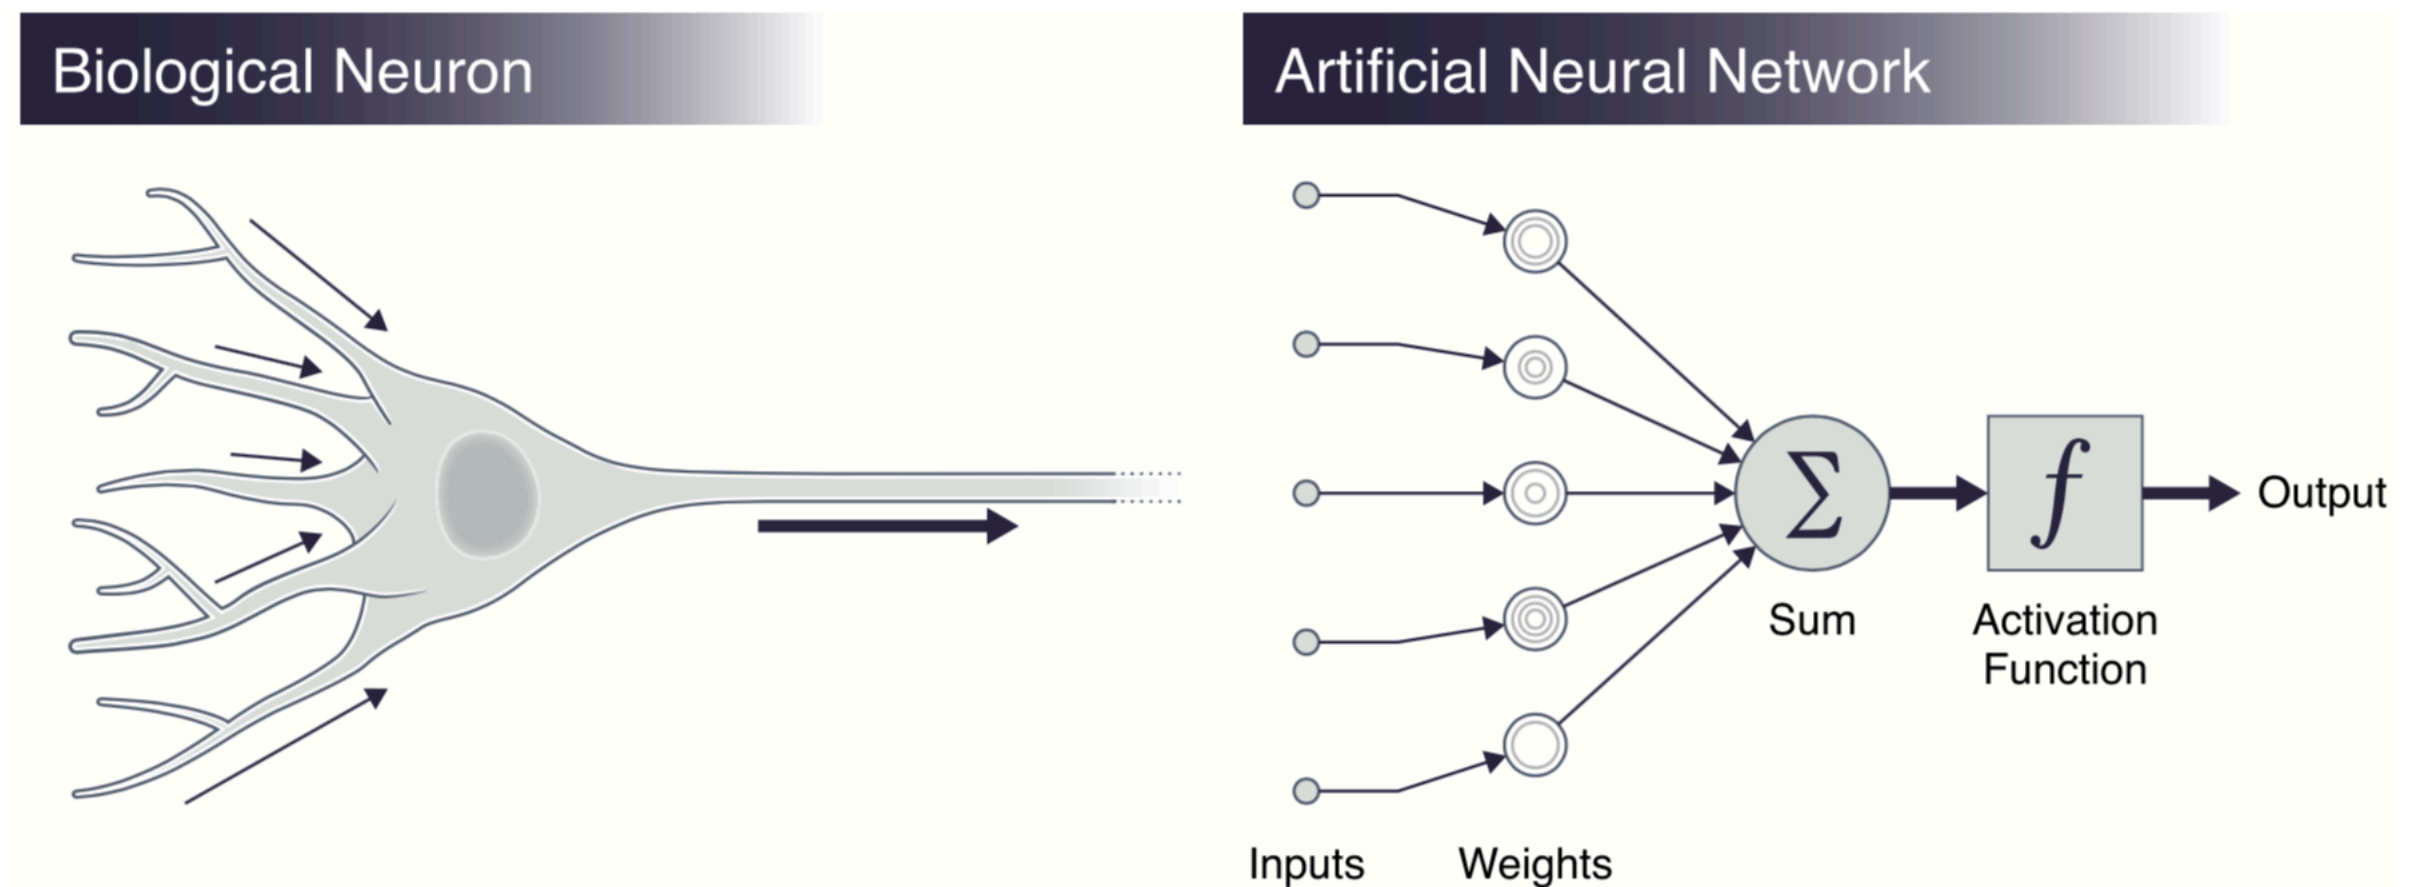 Biological Neuron
Artificial Neural Network
Σ
f
Output
Sum
Activation
Function
Inputs
Weights